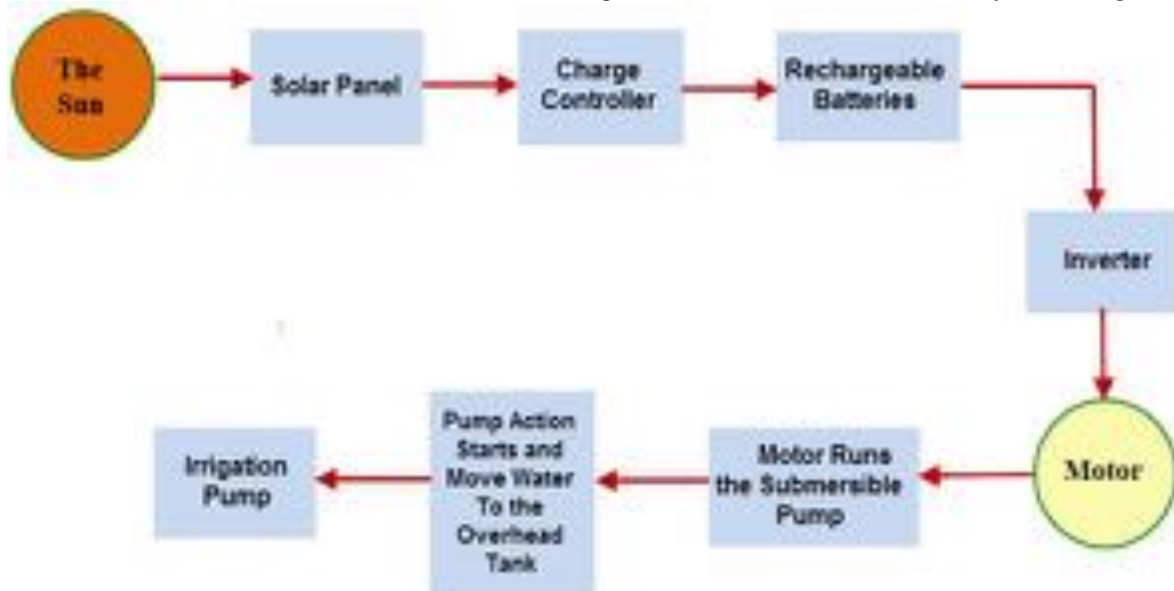 The
Sun
Solar Panel
Charge
Controller
Rechargeable
Batteries
Inverter
Motor
Motor Runs
the Submersible
Pump
Pump Action
Starts and
Move Water
To the
Overhead
Tank
Irrigation
Pump